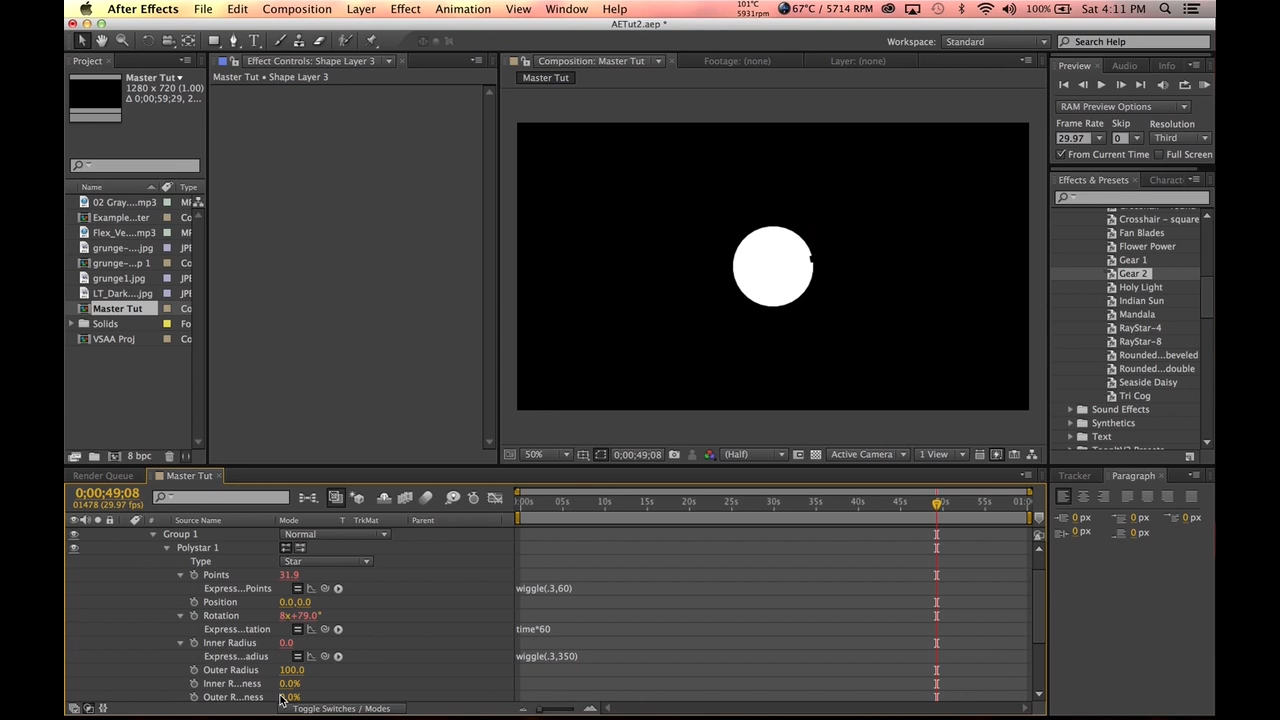 After Effects File Edit Composition Layer Effect Animation View Window Help 101°C 5931rpm 67°C / 5714 RPM 100% Sat 4:11 PM
AETut2.aep *
Workspace: Standard Search Help
Project Effect Controls: Shape Layer 3 Composition: Master Tut Footage: (none) Layer: (none) Preview Audio Info
Master Tut • Shape Layer 3 Master Tut
Master Tut
1280 x 720 (1.00)
Δ 0;00;59;29, 2...
RAM Preview Options
Frame Rate Skip Resolution
29.97 0 Third
From Current Time Full Screen
Effects & Presets Charact
Name Type
02 Gray....mp3 MF
Example...ter Co
Flex_Ve....mp3 MF
grunge-....jpg JPE
grunge-...p 1 Co
grunge1.jpg JPE
LT_Dark....jpg JPE
Master Tut Co
Solids Fo
VSAA Proj Co
Crosshair - square
Fan Blades
Flower Power
Gear 1
Gear 2
Holy Light
Indian Sun
Mandala
RayStar-4
RayStar-8
Rounded...beveled
Rounded...double
Seaside Daisy
Tri Cog
Sound Effects
Synthetics
Text
8 bpc 50% 0;00;49;08 (Half) Active Camera 1 View
Render Queue Master Tut Tracker Paragraph
0;00;49;08
01478 (29.97 fps)
:00s 05s 10s 15s 20s 25s 30s 35s 40s 45s 55s 01:0
0 px 0 px 0 px
0 px 0 px
# Source Name Mode T TrkMat Parent
Group 1 Normal
Polystar 1
Type Star
Points 31.9
Express...Points wiggle(.3,60)
Position 0.0,0.0
Rotation 8x+79.0°
Express...tation time*60
Inner Radius 0.0
Express...adius wiggle(.3,350)
Outer Radius 100.0
Inner R...ness 0.0%
Outer R...ness
Toggle Switches / Modes